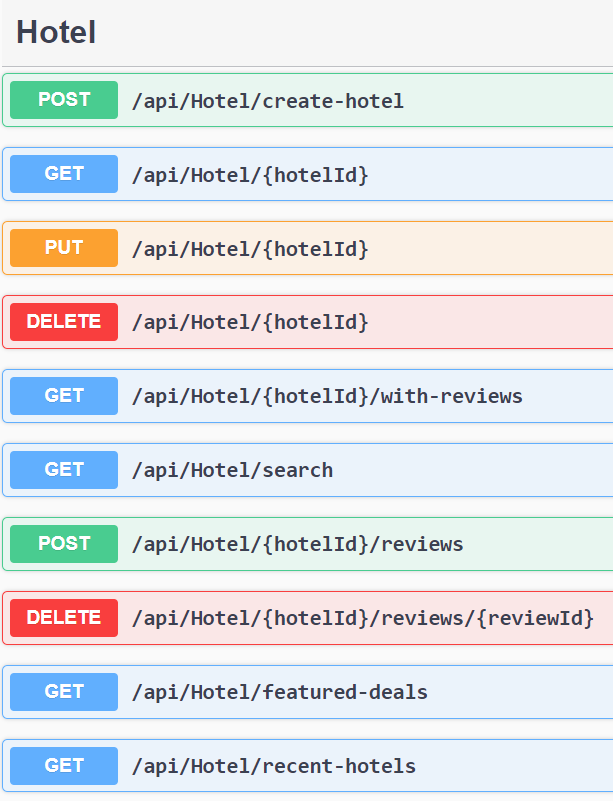 Hotel
POST /api/Hotel/create-hotel
GET /api/Hotel/{hotelId}
PUT /api/Hotel/{hotelId}
DELETE /api/Hotel/{hotelId}
GET /api/Hotel/{hotelId}/with-reviews
GET /api/Hotel/search
POST /api/Hotel/{hotelId}/reviews
DELETE /api/Hotel/{hotelId}/reviews/{reviewId}
GET /api/Hotel/featured-deals
GET /api/Hotel/recent-hotels